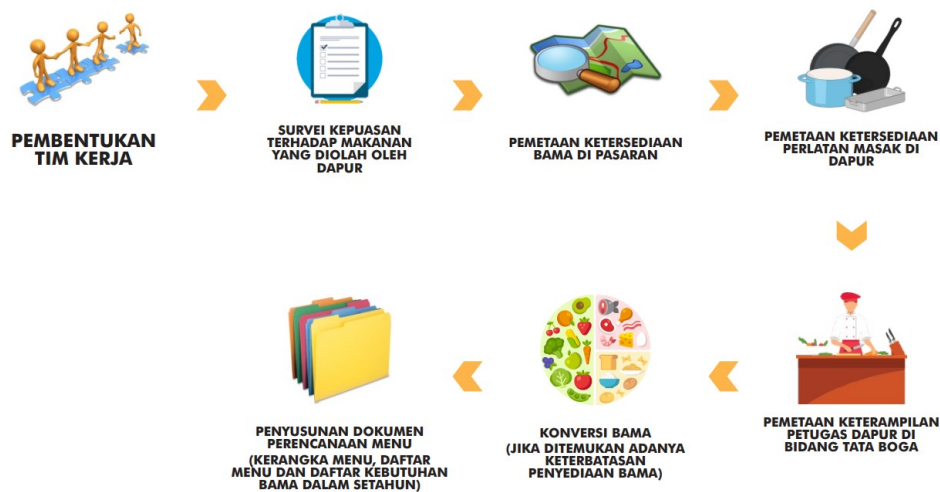 PEMBENTUKAN
TIM KERJA
SURVEI KEPUASAN
TERHADAP MAKANAN
YANG DIOLAH OLEH
DAPUR
PEMETAAN KETERSEDIAAN
BAMA DI PASARAN
PEMETAAN KETERSEDIAAN
PERLATAN MASAK DI
DAPUR
PEMETAAN KETERAMPILAN
PETUGAS DAPUR DI
BIDANG TATA BOGA
KONVERSI BAMA
(JIKA DITEMUKAN ADANYA
KETERBATASAN
PENYEDIAAN BAMA)
PENYUSUNAN DOKUMEN
PERENCANAAN MENU
(KERANGKA MENU, DAFTAR
MENU DAN DAFTAR KEBUTUHAN
BAMA DALAM SETAHUN)